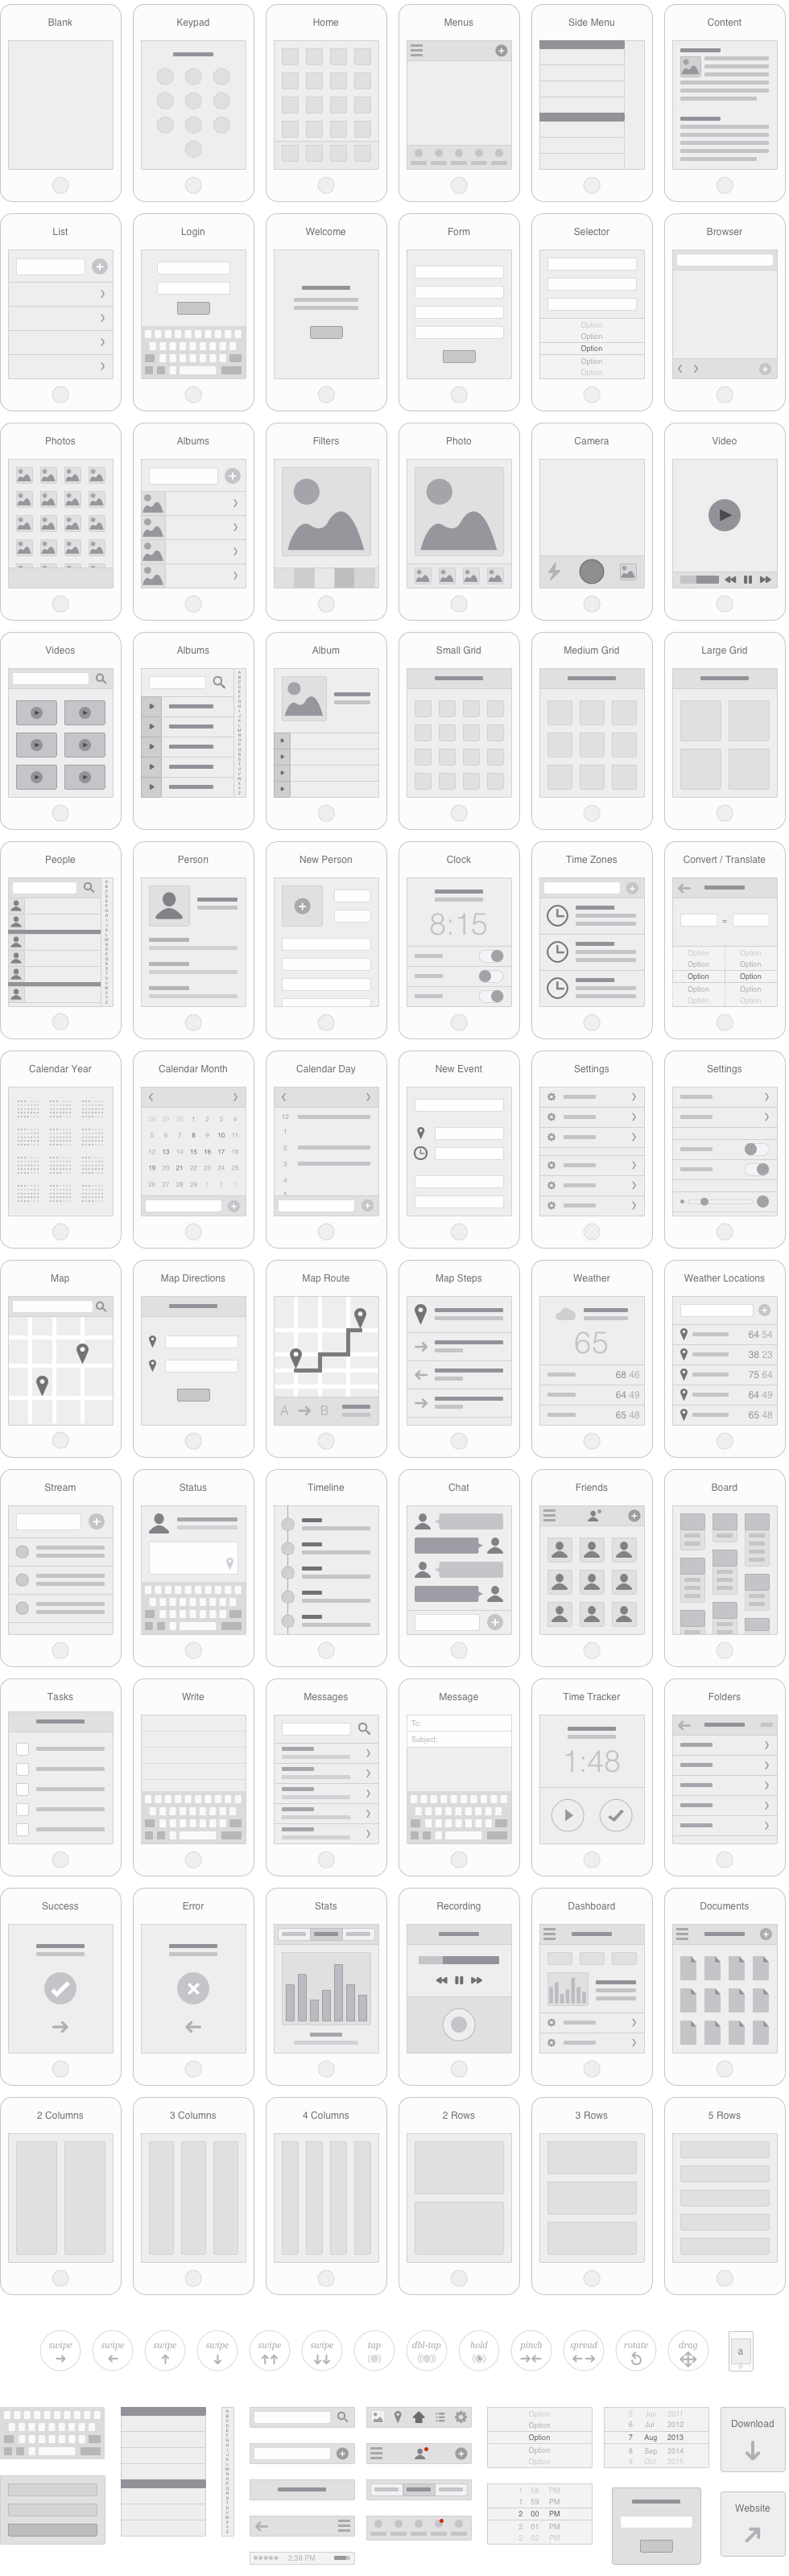 Blank Keypad Home Menus Side Menu Content
List Login Welcome Form Selector Browser
Option
Option
Option
Option
Option
Photos Albums Filters Photo Camera Video
Videos Albums Album Small Grid Medium Grid Large Grid
People Person New Person Clock Time Zones Convert / Translate
8:15
=
Option Option
Option Option
Option Option
Option Option
Option Option
Calendar Year Calendar Month Calendar Day New Event Settings Settings
28 29 30 1 2 3 4
5 6 7 8 9 10 11
12 13 14 15 16 17 18
19 20 21 22 23 24 25
26 27 28 29 1 2 3
12
1
2
3
4
5
Map Map Directions Map Route Map Steps Weather Weather Locations
A B
65
68 46
64 49
65 48
64 54
38 23
75 64
64 49
65 48
Stream Status Timeline Chat Friends Board
Tasks Write Messages Message Time Tracker Folders
To:
Subject:
1:48
Success Error Stats Recording Dashboard Documents
2 Columns 3 Columns 4 Columns 2 Rows 3 Rows 5 Rows
swipe swipe swipe swipe swipe swipe tap dbl-tap hold pinch spread rotate drag
a
Option
Option
Option
Option
Option
5 Jun 2011
6 Jul 2012
7 Aug 2013
8 Sep 2014
9 Oct 2015
Download
1 58 PM
1 59 PM
2 00 PM
2 01 PM
2 02 PM
Website
2:38 PM